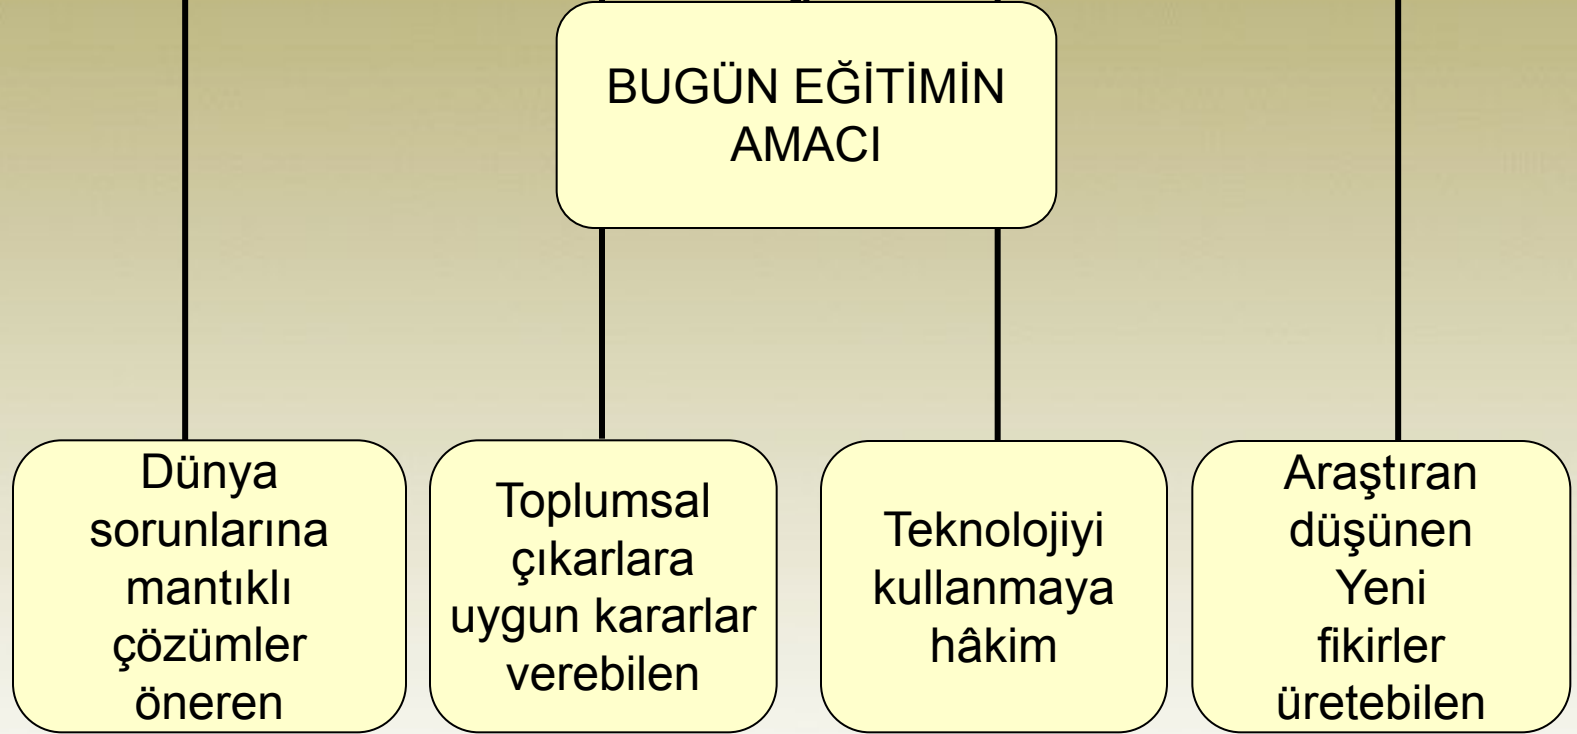 BUGÜN EĞİTİMİN
AMACI
Dünya
sorunlarına
mantıklı
çözümler
öneren
Toplumsal
çıkarlara
uygun kararlar
verebilen
Teknolojiyi
kullanmaya
hâkim
Araştıran
düşünen
Yeni
fikirler
üretebilen